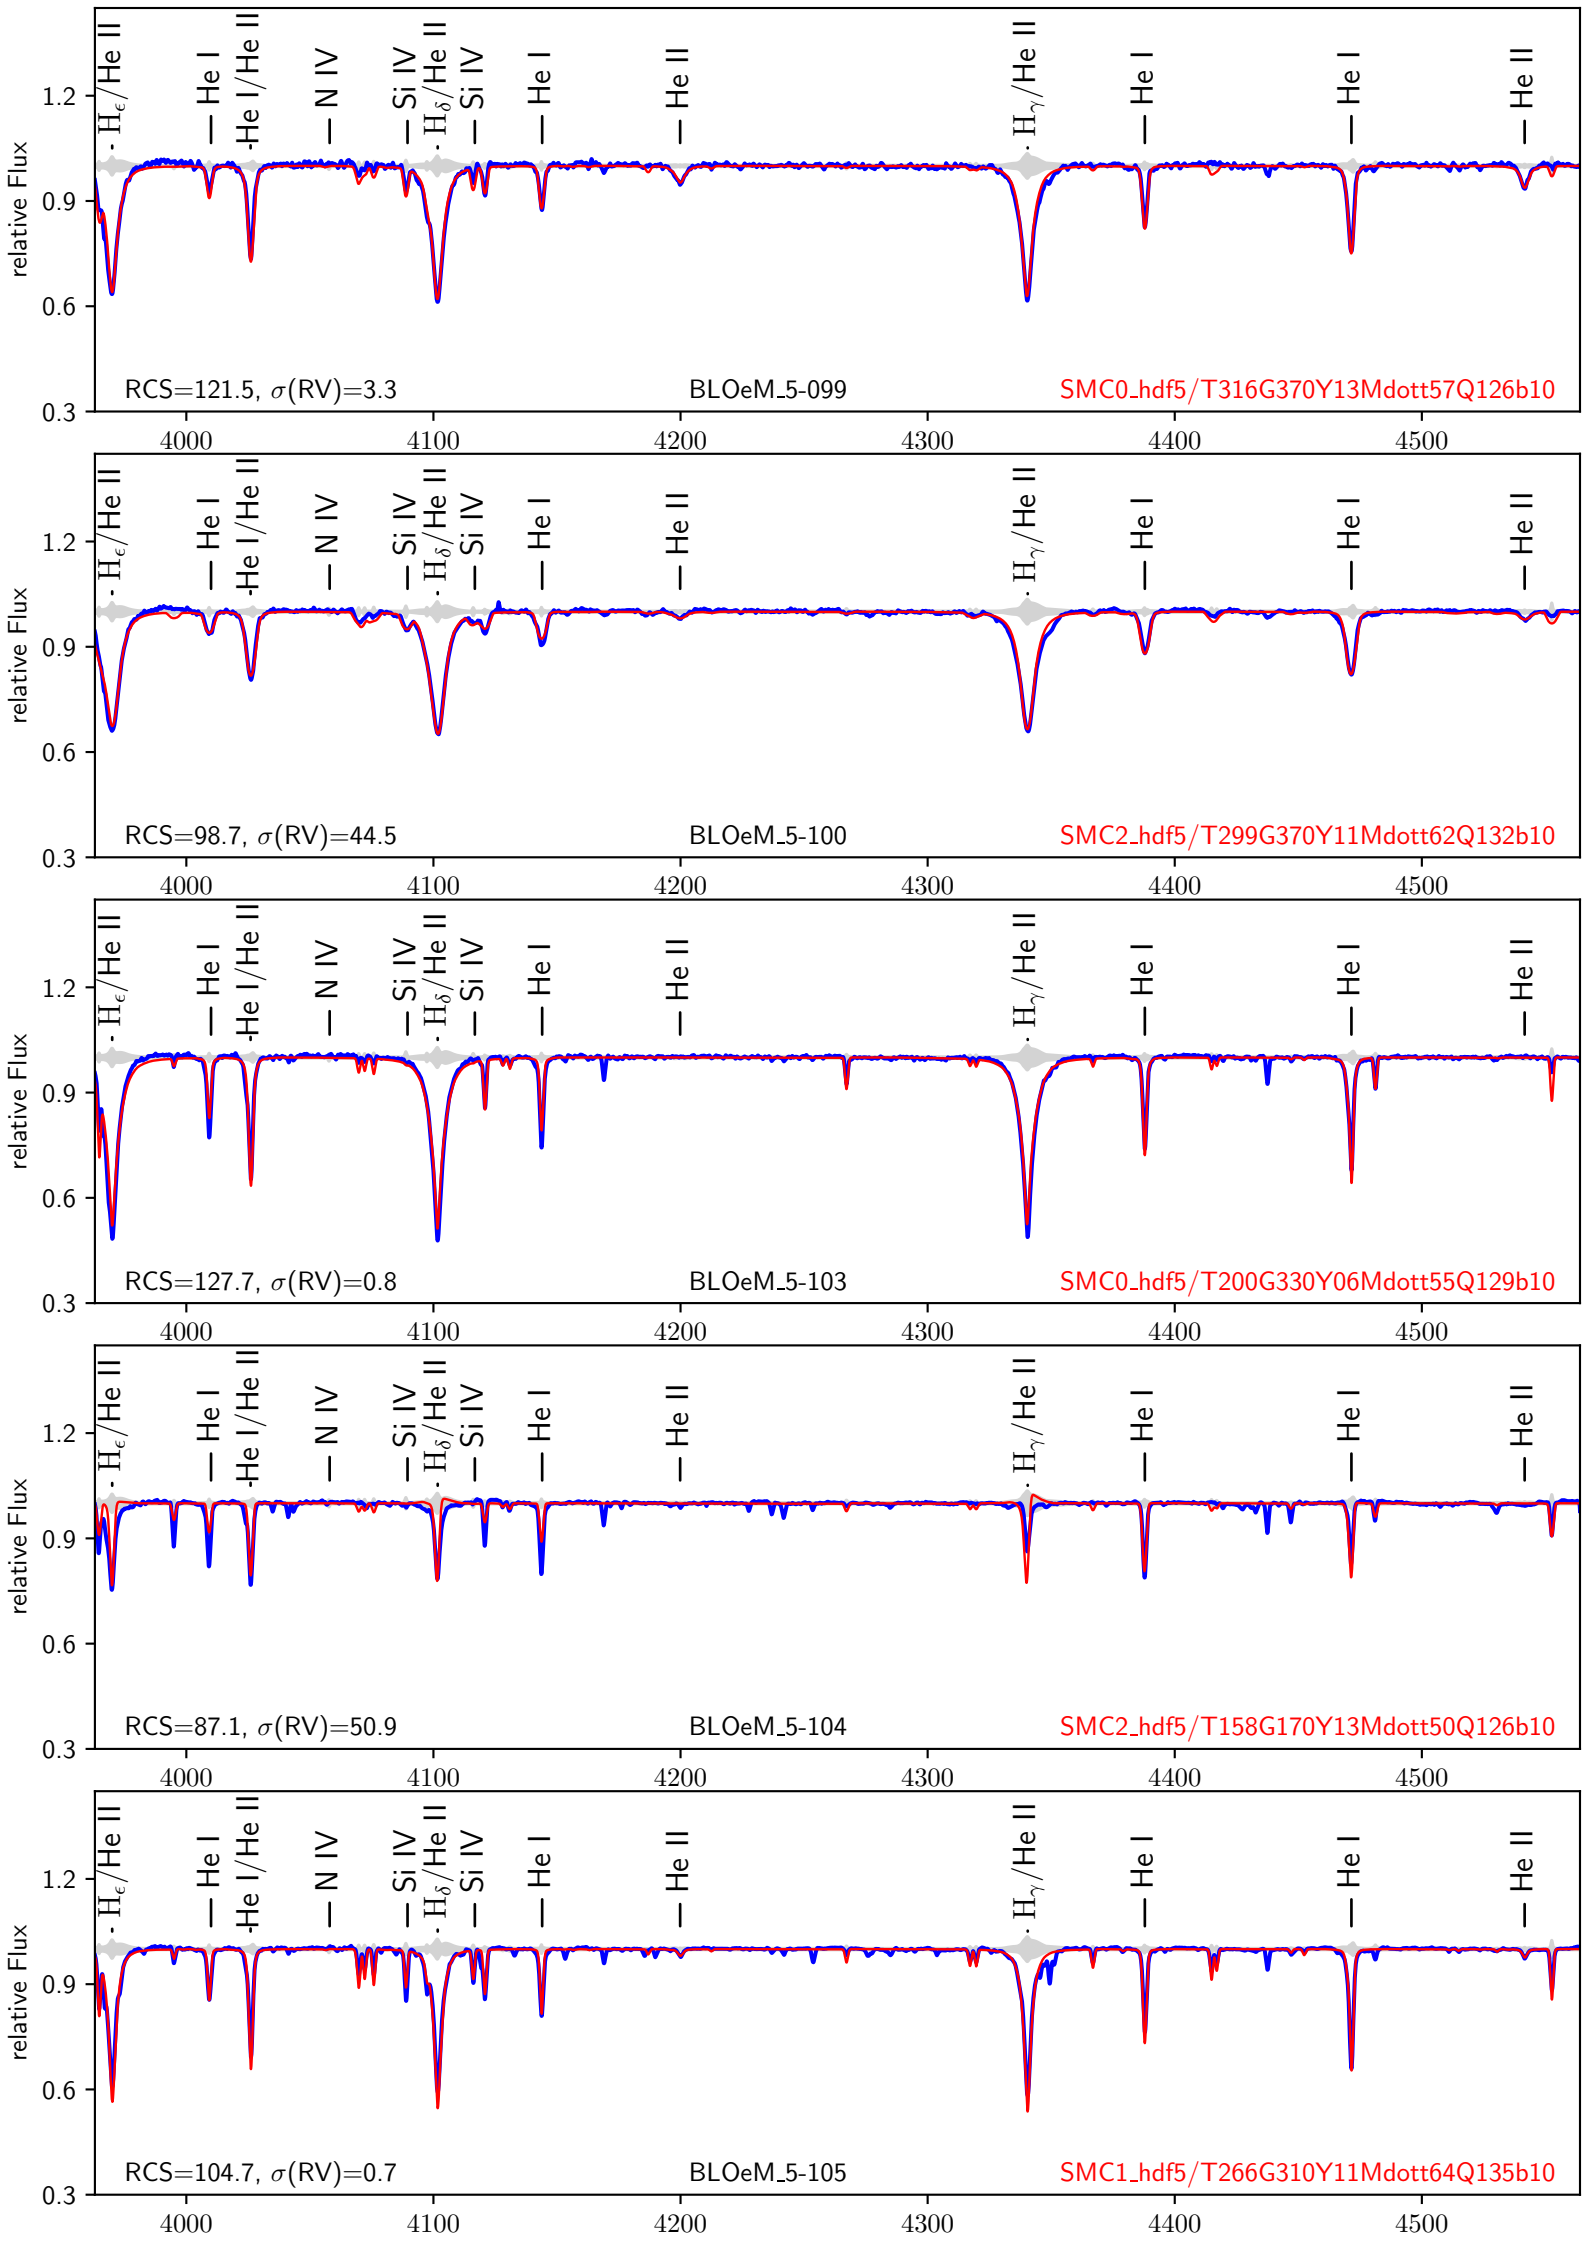 H_ϵ/He II
He I
He I/He II
N IV
Si IV
H_δ/He II
Si IV
He I
He II
H_γ/He II
He I
He I
He II
relative Flux
1.2
0.9
0.6
0.3
RCS=121.5, σ(RV)=3.3
BLOeM_5-099
SMC0_hdf5/T316G370Y13Mdott57Q126b10
4000 4100 4200 4300 4400 4500
H_ϵ/He II
He I
He I/He II
N IV
Si IV
H_δ/He II
Si IV
He I
He II
H_γ/He II
He I
He I
He II
relative Flux
1.2
0.9
0.6
0.3
RCS=98.7, σ(RV)=44.5
BLOeM_5-100
SMC2_hdf5/T299G370Y11Mdott62Q132b10
4000 4100 4200 4300 4400 4500
H_ϵ/He II
He I
He I/He II
N IV
Si IV
H_δ/He II
Si IV
He I
He II
H_γ/He II
He I
He I
He II
relative Flux
1.2
0.9
0.6
0.3
RCS=127.7, σ(RV)=0.8
BLOeM_5-103
SMC0_hdf5/T200G330Y06Mdott55Q129b10
4000 4100 4200 4300 4400 4500
H_ϵ/He II
He I
He I/He II
N IV
Si IV
H_δ/He II
Si IV
He I
He II
H_γ/He II
He I
He I
He II
relative Flux
1.2
0.9
0.6
0.3
RCS=87.1, σ(RV)=50.9
BLOeM_5-104
SMC2_hdf5/T158G170Y13Mdott50Q126b10
4000 4100 4200 4300 4400 4500
H_ϵ/He II
He I
He I/He II
N IV
Si IV
H_δ/He II
Si IV
He I
He II
H_γ/He II
He I
He I
He II
relative Flux
1.2
0.9
0.6
0.3
RCS=104.7, σ(RV)=0.7
BLOeM_5-105
SMC1_hdf5/T266G310Y11Mdott64Q135b10
4000 4100 4200 4300 4400 4500